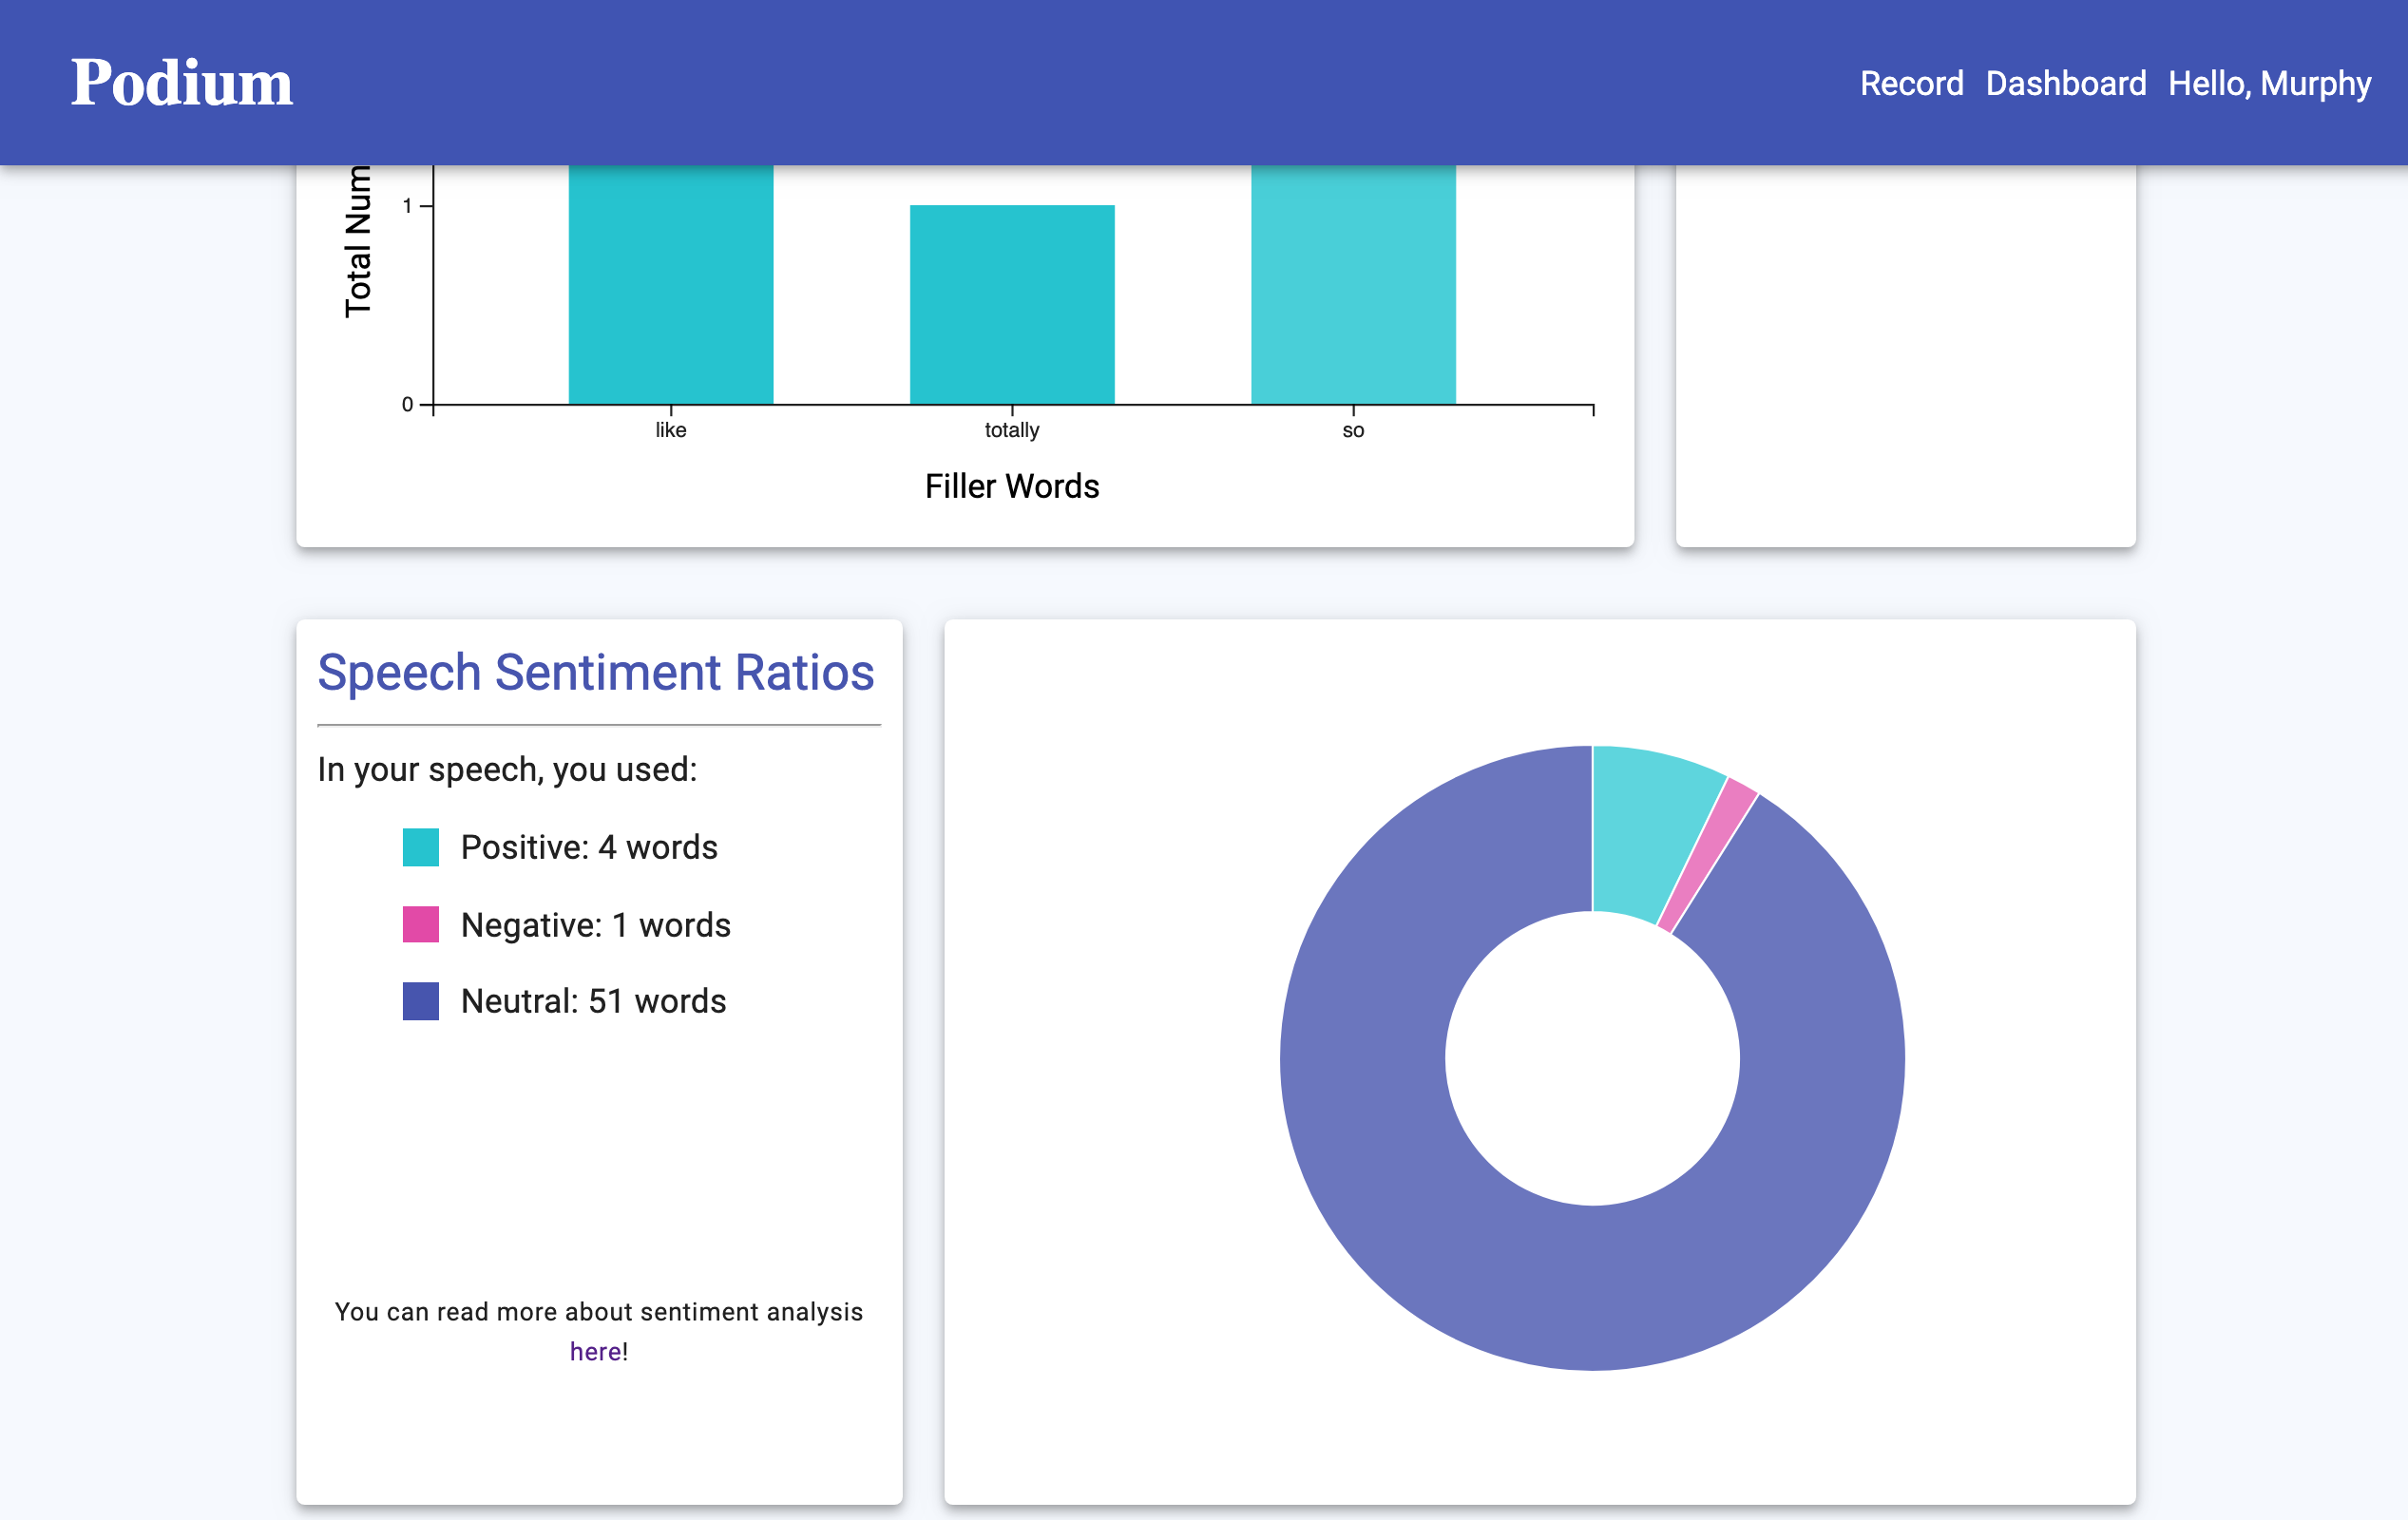 Podium
Record Dashboard Hello, Murphy
Total
1
0
like totally so
Filler Words
Speech Sentiment Ratios
In your speech, you used:
Positive: 4 words
Negative: 1 words
Neutral: 51 words
You can read more about sentiment analysis
here!